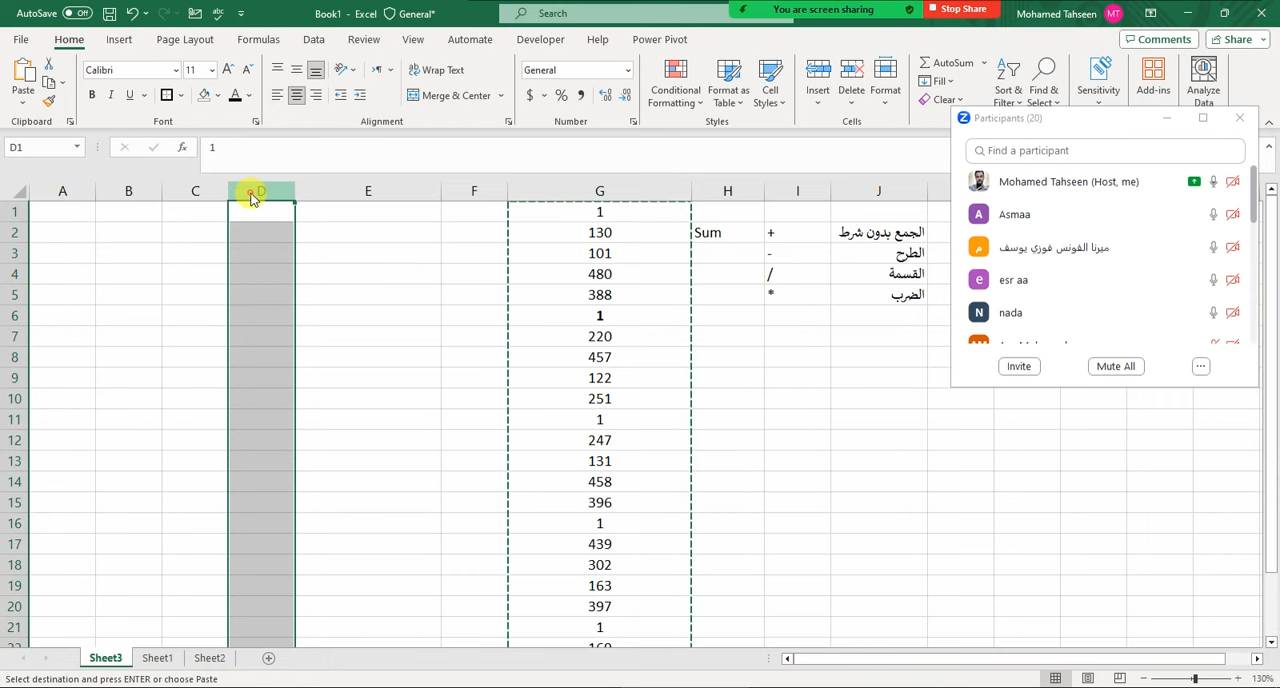 AutoSave Off
Book1 - Excel
General*
Search
You are screen sharing
Stop Share
Mohamed Tahseen MT
File Home Insert Page Layout Formulas Data Review View Automate Developer Help Power Pivot
Comments Share
Paste
Calibri 11
B I U A
Wrap Text
Merge & Center
General
$ % ,
Conditional Formatting
Format as Table
Cell Styles
Insert Delete Format
AutoSum
Fill
Clear
Sort & Filter
Find & Select
Sensitivity
Add-ins
Analyze Data
Clipboard Font Alignment Number Styles Cells
D1 fx 1
Participants (20)
Find a participant
Mohamed Tahseen (Host, me)
A Asmaa
م ميرنا الفونس فوزي يوسف
e esr aa
N nada
Invite Mute All ...
A B C D E F G H I J
1 1
2 130 Sum + الجمع بدون شرط
3 101 - الطرح
4 480 / القسمة
5 388 * الضرب
6 1
7 220
8 457
9 122
10 251
11 1
12 247
13 131
14 458
15 396
16 1
17 439
18 302
19 163
20 397
21 1
Sheet3 Sheet1 Sheet2
Select destination and press ENTER or choose Paste
130%